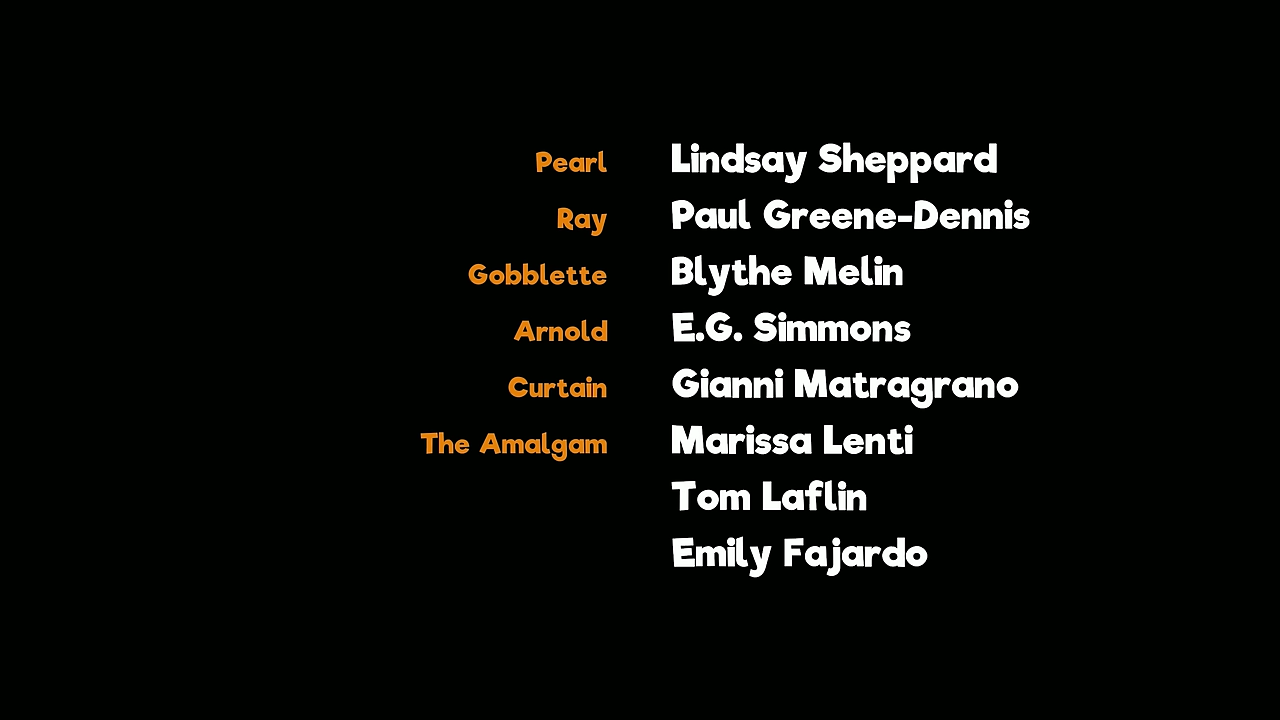 Pearl Lindsay Sheppard
Ray Paul Greene-Dennis
Gobblette Blythe Melin
Arnold E.G. Simmons
Curtain Gianni Matragrano
The Amalgam Marissa Lenti
Tom Laflin
Emily Fajardo